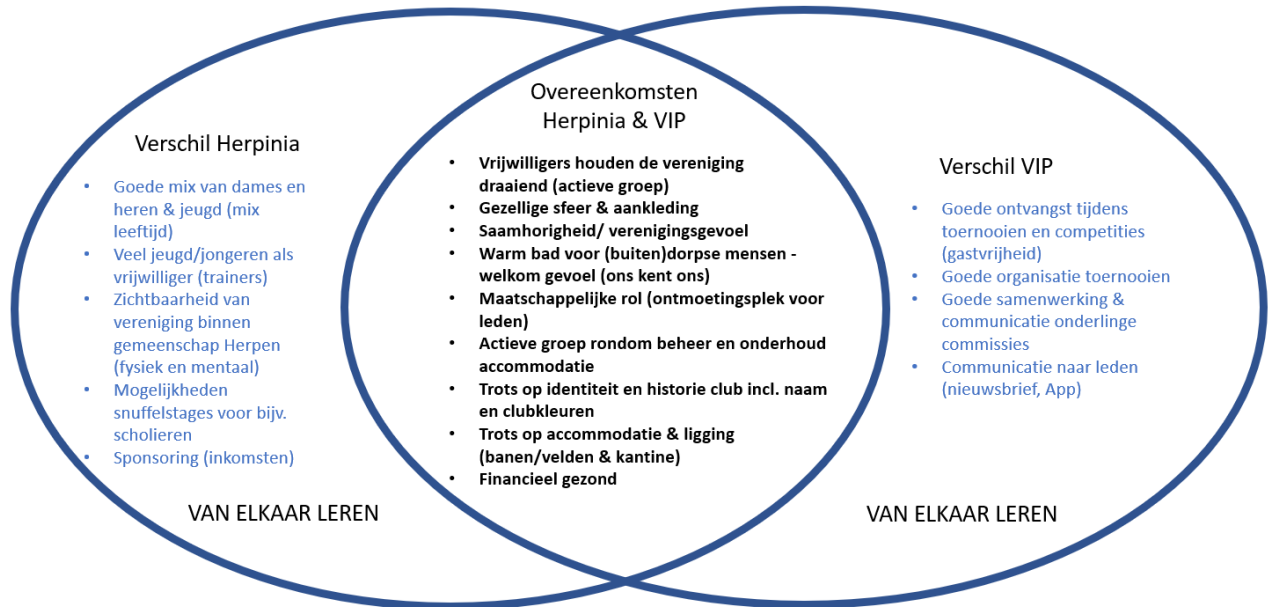 Verschil Herpinia
• Goede mix van dames en
heren & jeugd (mix
leeftijd)
• Veel jeugd/jongeren als
vrijwilliger (trainers)
• Zichtbaarheid van
vereniging binnen
gemeenschap Herpen
(fysiek en mentaal)
• Mogelijkheden
snuffelstages voor bijv.
scholieren
• Sponsoring (inkomsten)
VAN ELKAAR LEREN
Overeenkomsten
Herpinia & VIP
• Vrijwilligers houden de vereniging
draaiend (actieve groep)
• Gezellige sfeer & aankleding
• Saamhorigheid/ verenigingsgevoel
• Warm bad voor (buiten)dorpse mensen -
welkom gevoel (ons kent ons)
• Maatschappelijke rol (ontmoetingsplek voor
leden)
• Actieve groep rondom beheer en onderhoud
accommodatie
• Trots op identiteit en historie club incl. naam
en clubkleuren
• Trots op accommodatie & ligging
(banen/velden & kantine)
• Financieel gezond
Verschil VIP
• Goede ontvangst tijdens
toernooien en competities
(gastvrijheid)
• Goede organisatie toernooien
• Goede samenwerking &
communicatie onderlinge
commissies
• Communicatie naar leden
(nieuwsbrief, App)
VAN ELKAAR LEREN